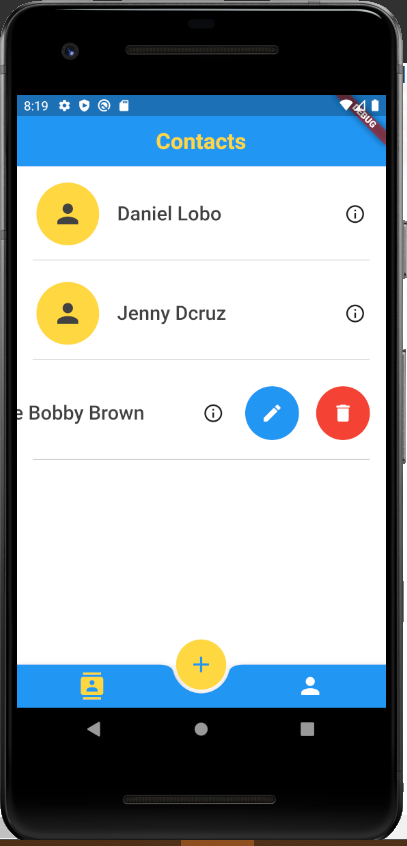 8:19
DEBUG
Contacts
Daniel Lobo
Jenny Dcruz
e Bobby Brown